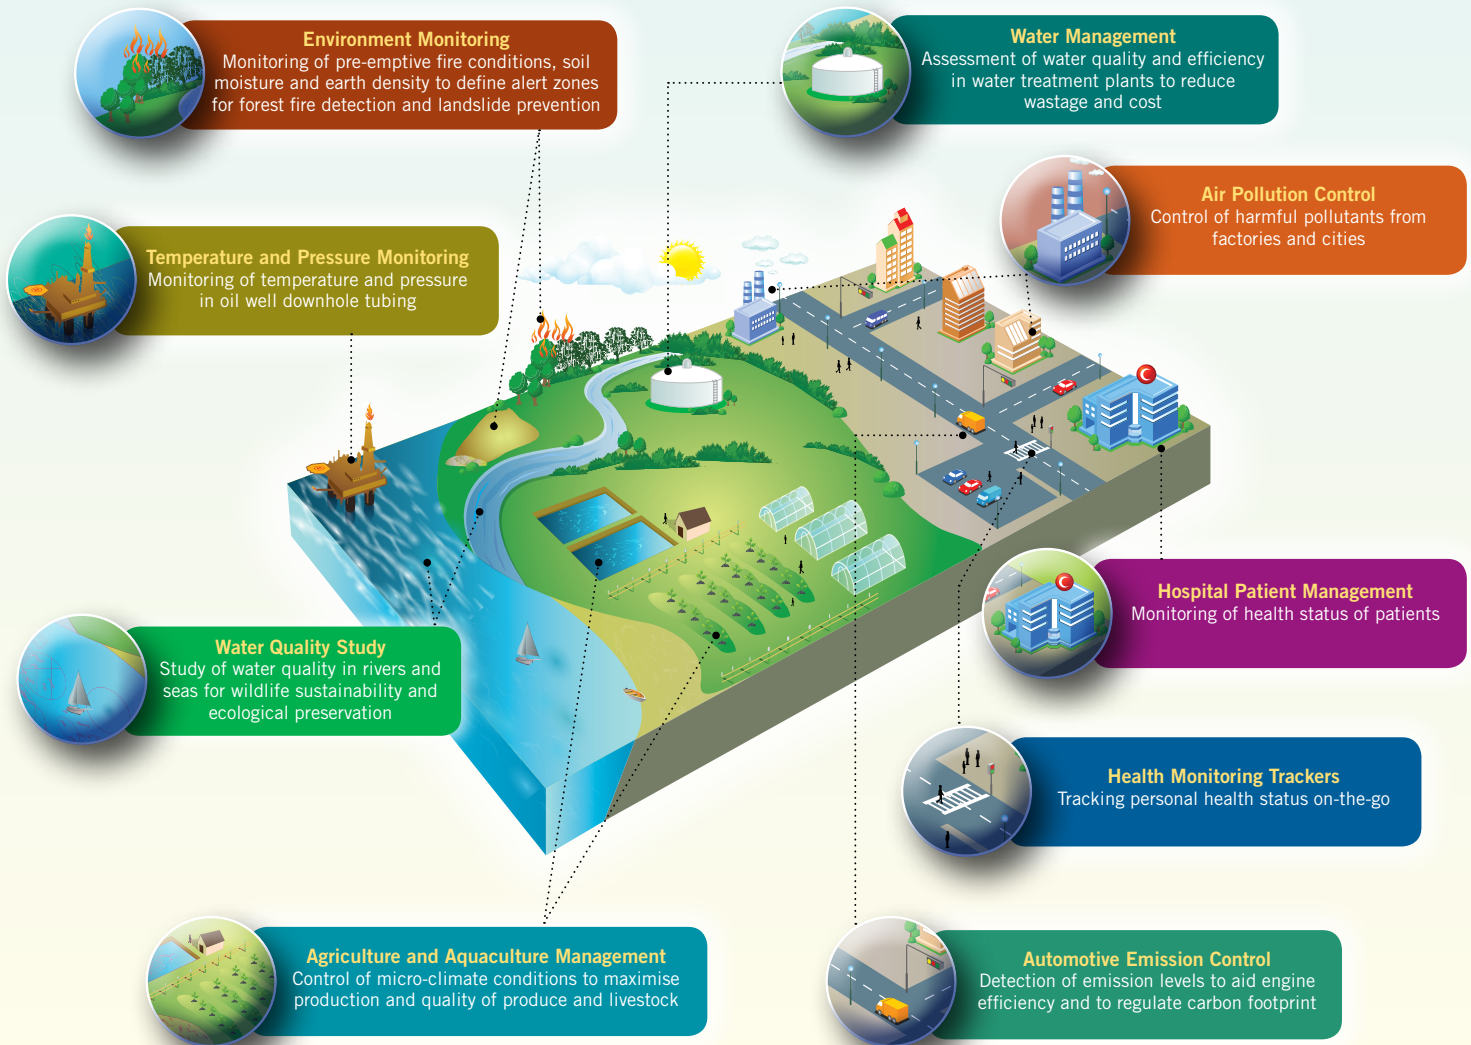 Environment Monitoring
Monitoring of pre-emptive fire conditions, soil
moisture and earth density to define alert zones
for forest fire detection and landslide prevention
Water Management
Assessment of water quality and efficiency
in water treatment plants to reduce
wastage and cost
Air Pollution Control
Control of harmful pollutants from
factories and cities
Temperature and Pressure Monitoring
Monitoring of temperature and pressure
in oil well downhole tubing
Hospital Patient Management
Monitoring of health status of patients
Water Quality Study
Study of water quality in rivers and
seas for wildlife sustainability and
ecological preservation
Health Monitoring Trackers
Tracking personal health status on-the-go
Agriculture and Aquaculture Management
Control of micro-climate conditions to maximise
production and quality of produce and livestock
Automotive Emission Control
Detection of emission levels to aid engine
efficiency and to regulate carbon footprint